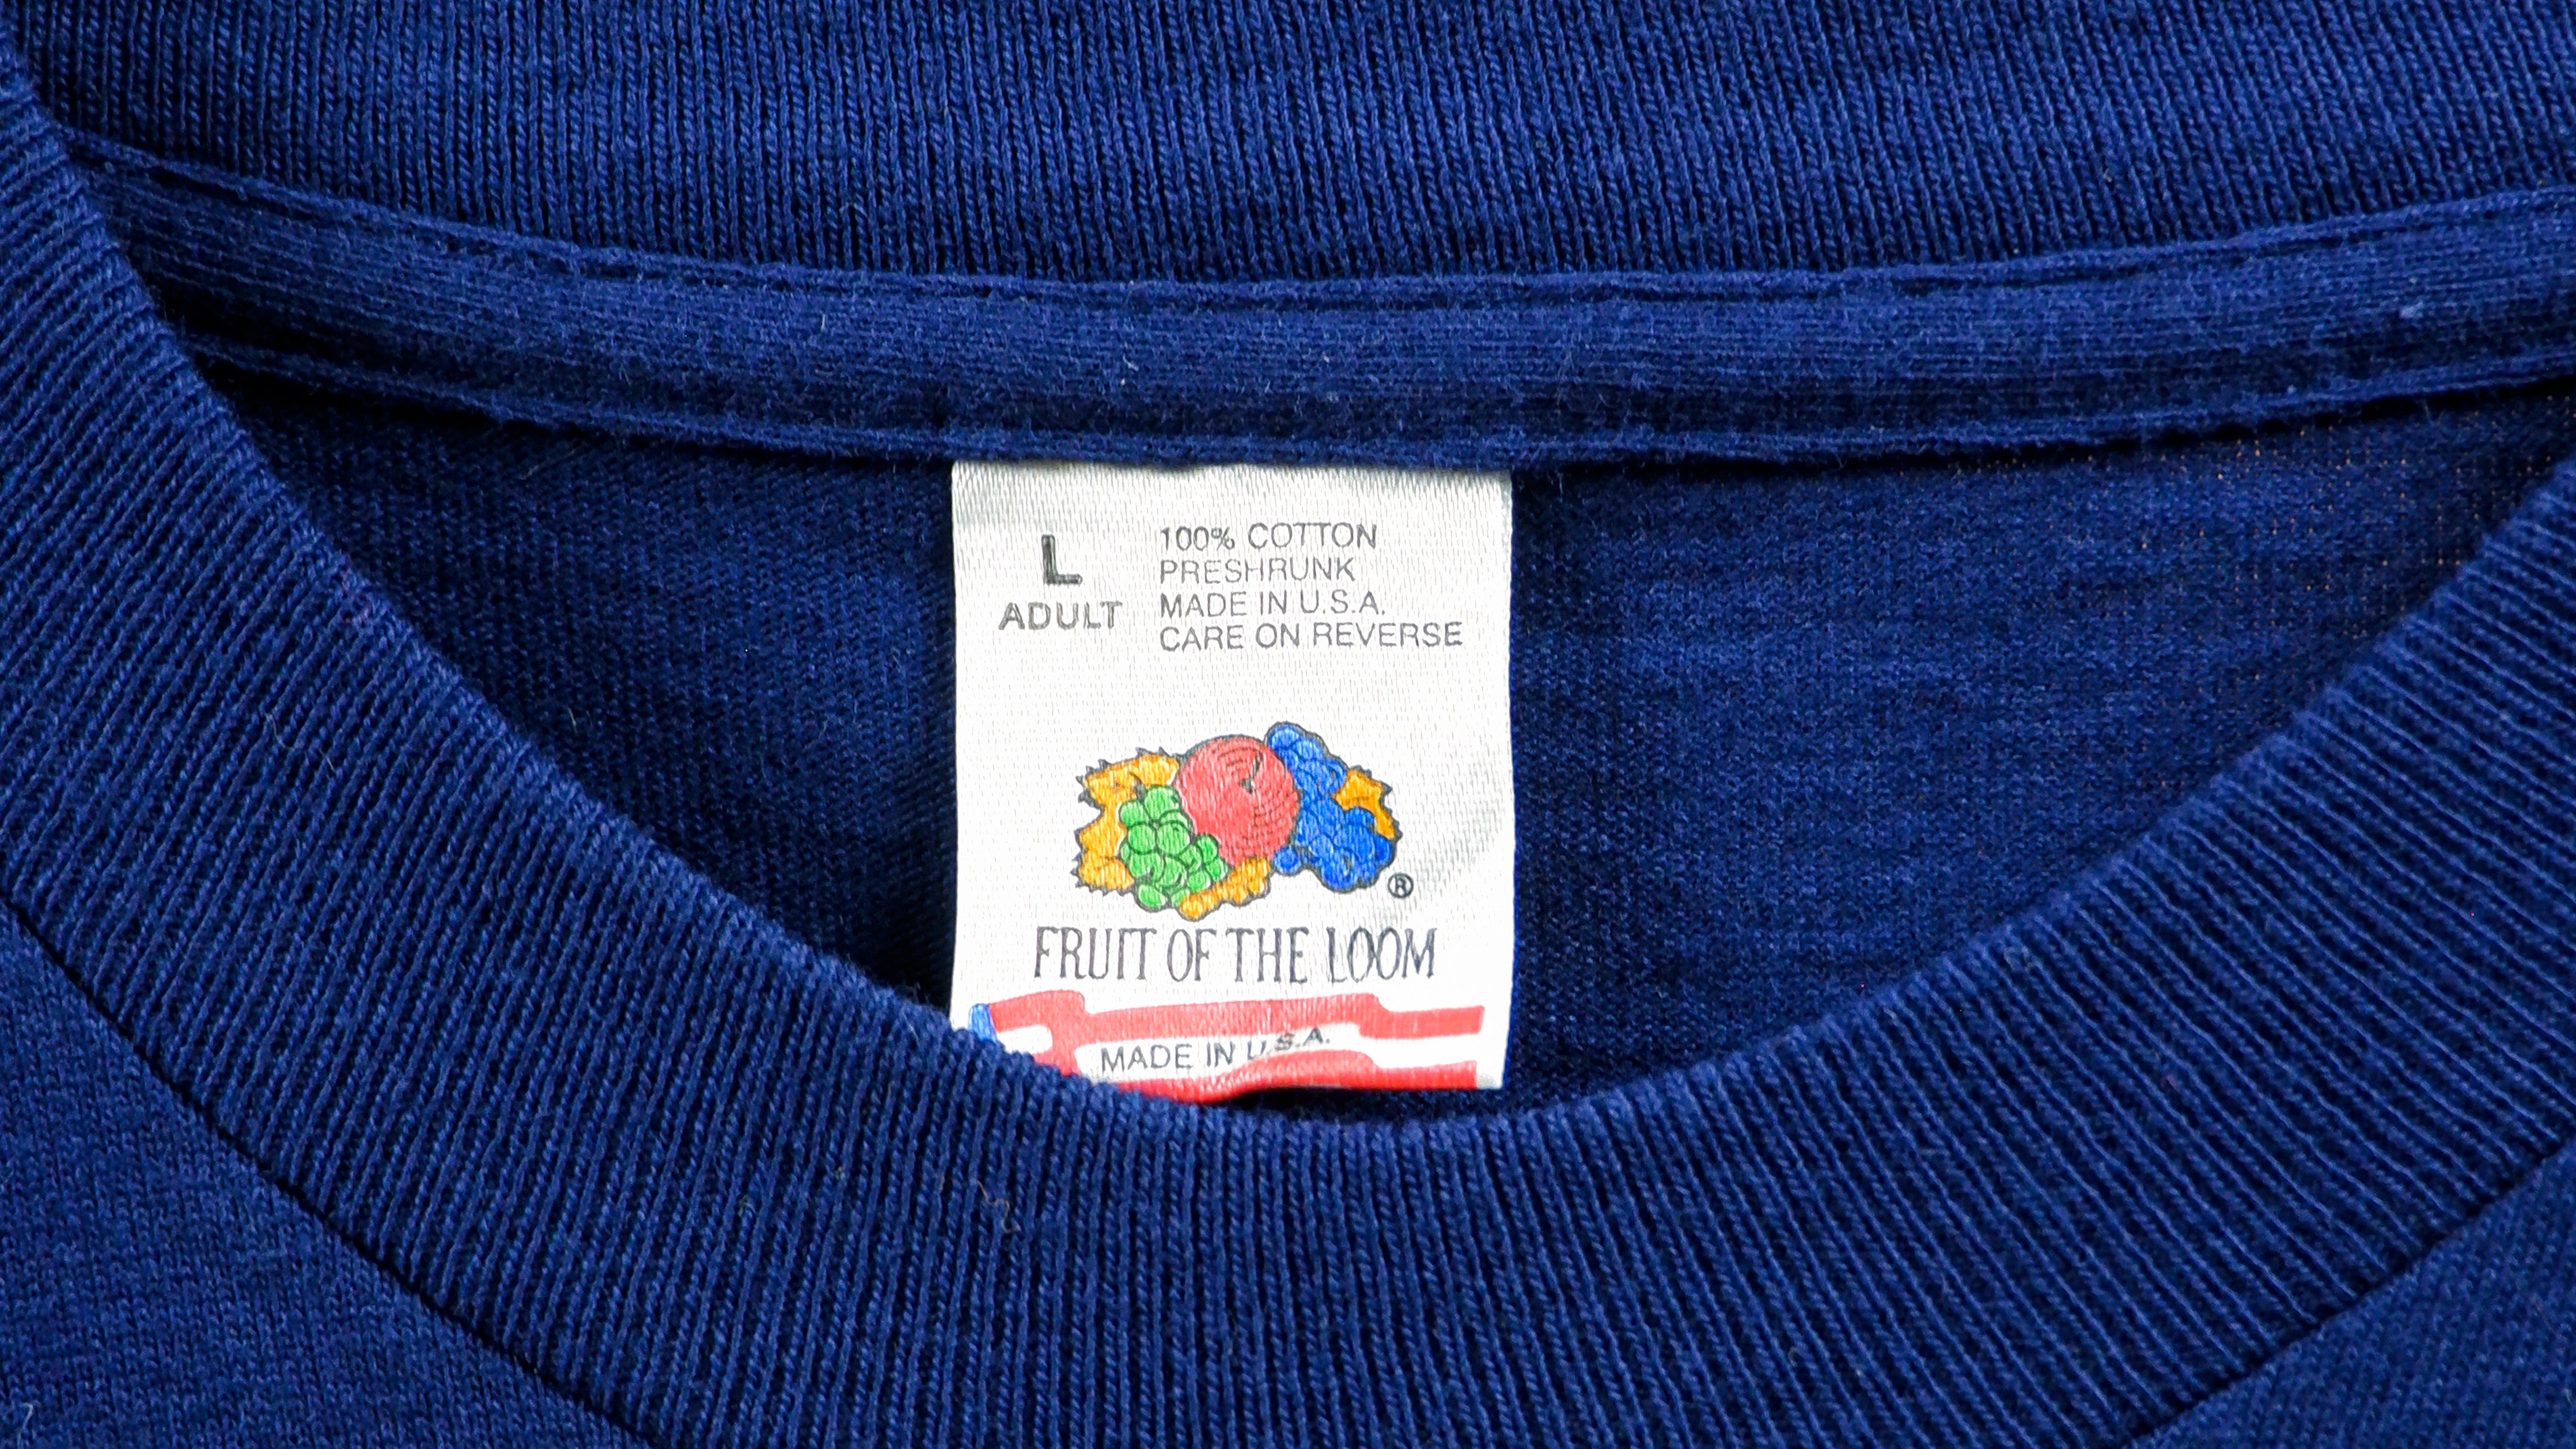 L
ADULT
100% COTTON
PRESHRUNK
MADE IN U.S.A.
CARE ON REVERSE
®
FRUIT OF THE LOOM
MADE IN U.S.A.